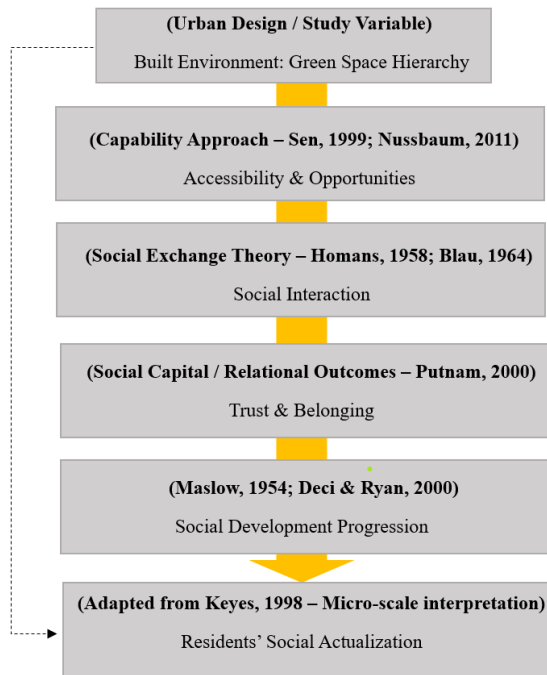 (Urban Design / Study Variable)
Built Environment: Green Space Hierarchy
(Capability Approach – Sen, 1999; Nussbaum, 2011)
Accessibility & Opportunities
(Social Exchange Theory – Homans, 1958; Blau, 1964)
Social Interaction
(Social Capital / Relational Outcomes – Putnam, 2000)
Trust & Belonging
(Maslow, 1954; Deci & Ryan, 2000)
Social Development Progression
(Adapted from Keyes, 1998 – Micro-scale interpretation)
Residents’ Social Actualization